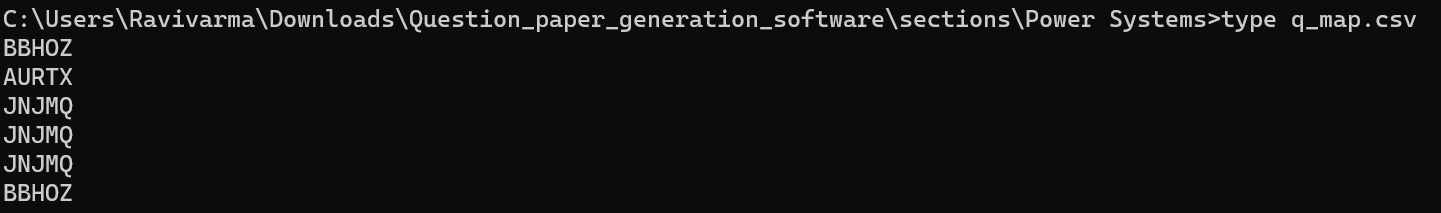 C:\Users\Ravivarma\Downloads\Question_paper_generation_software\sections\Power Systems>type q_map.csv
BBHOZ
AURTX
JNJMQ
JNJMQ
JNJMQ
BBHOZ